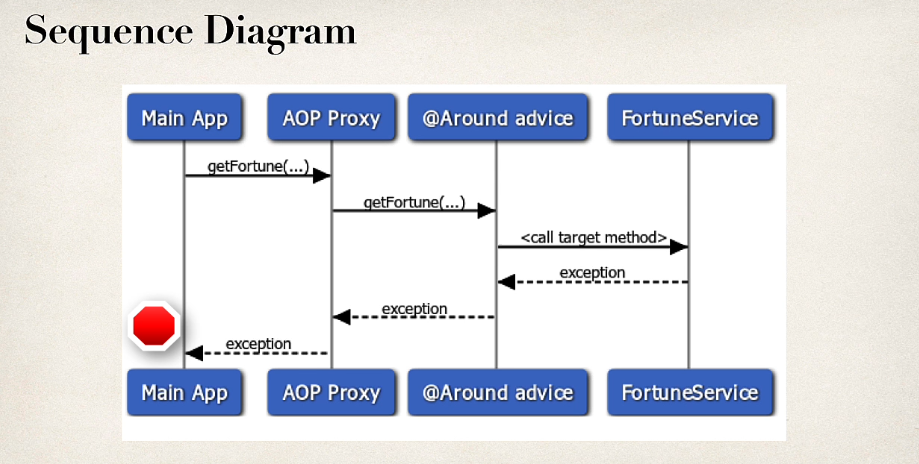 Sequence Diagram
Main App
AOP Proxy
@Around advice
FortuneService
getFortune(...)
getFortune(...)
<call target method>
exception
exception
exception
Main App
AOP Proxy
@Around advice
FortuneService